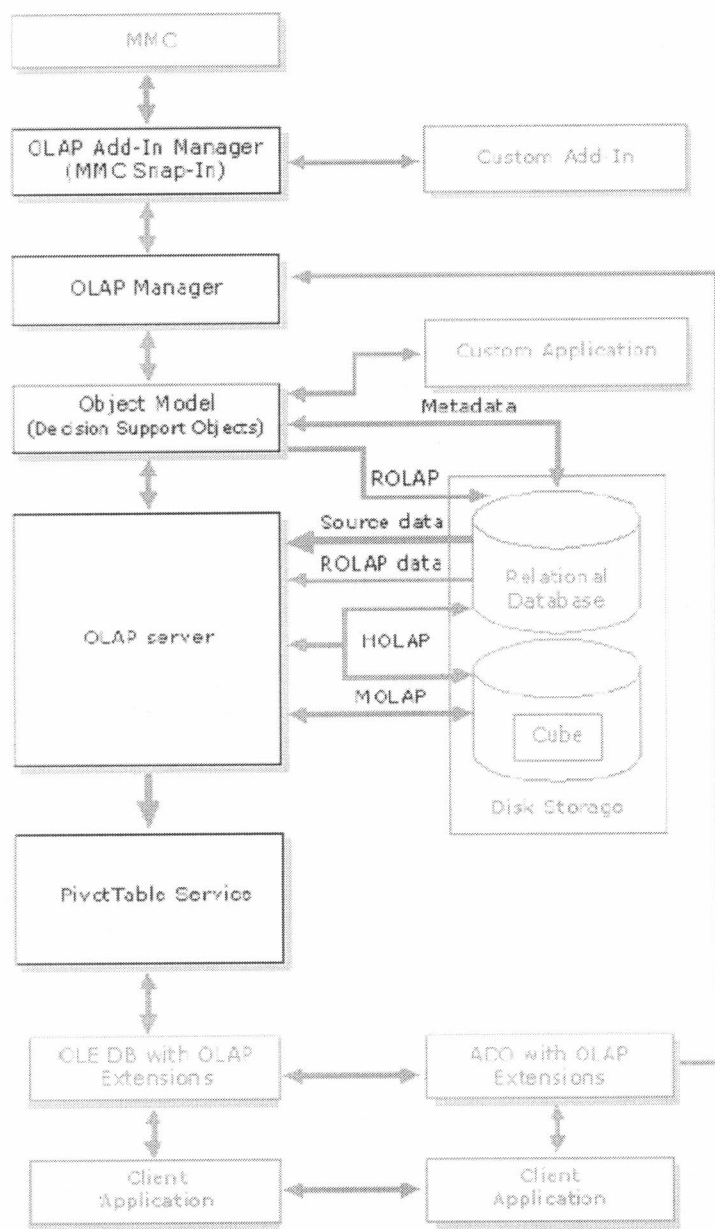 MMC
OLAP Add-In Manager
(MMC Snap-In)
Custom Add-In
OLAP Manager
Custom Application
Object Model
(Decision Support Objects)
Metadata
ROLAP
Source data
ROLAP data
Relational
Database
OLAP server
HOLAP
MOLAP
Cube
Disk Storage
PivotTable Service
OLE DB with OLAP
Extensions
ADO with OLAP
Extensions
Client
Application
Client
Application